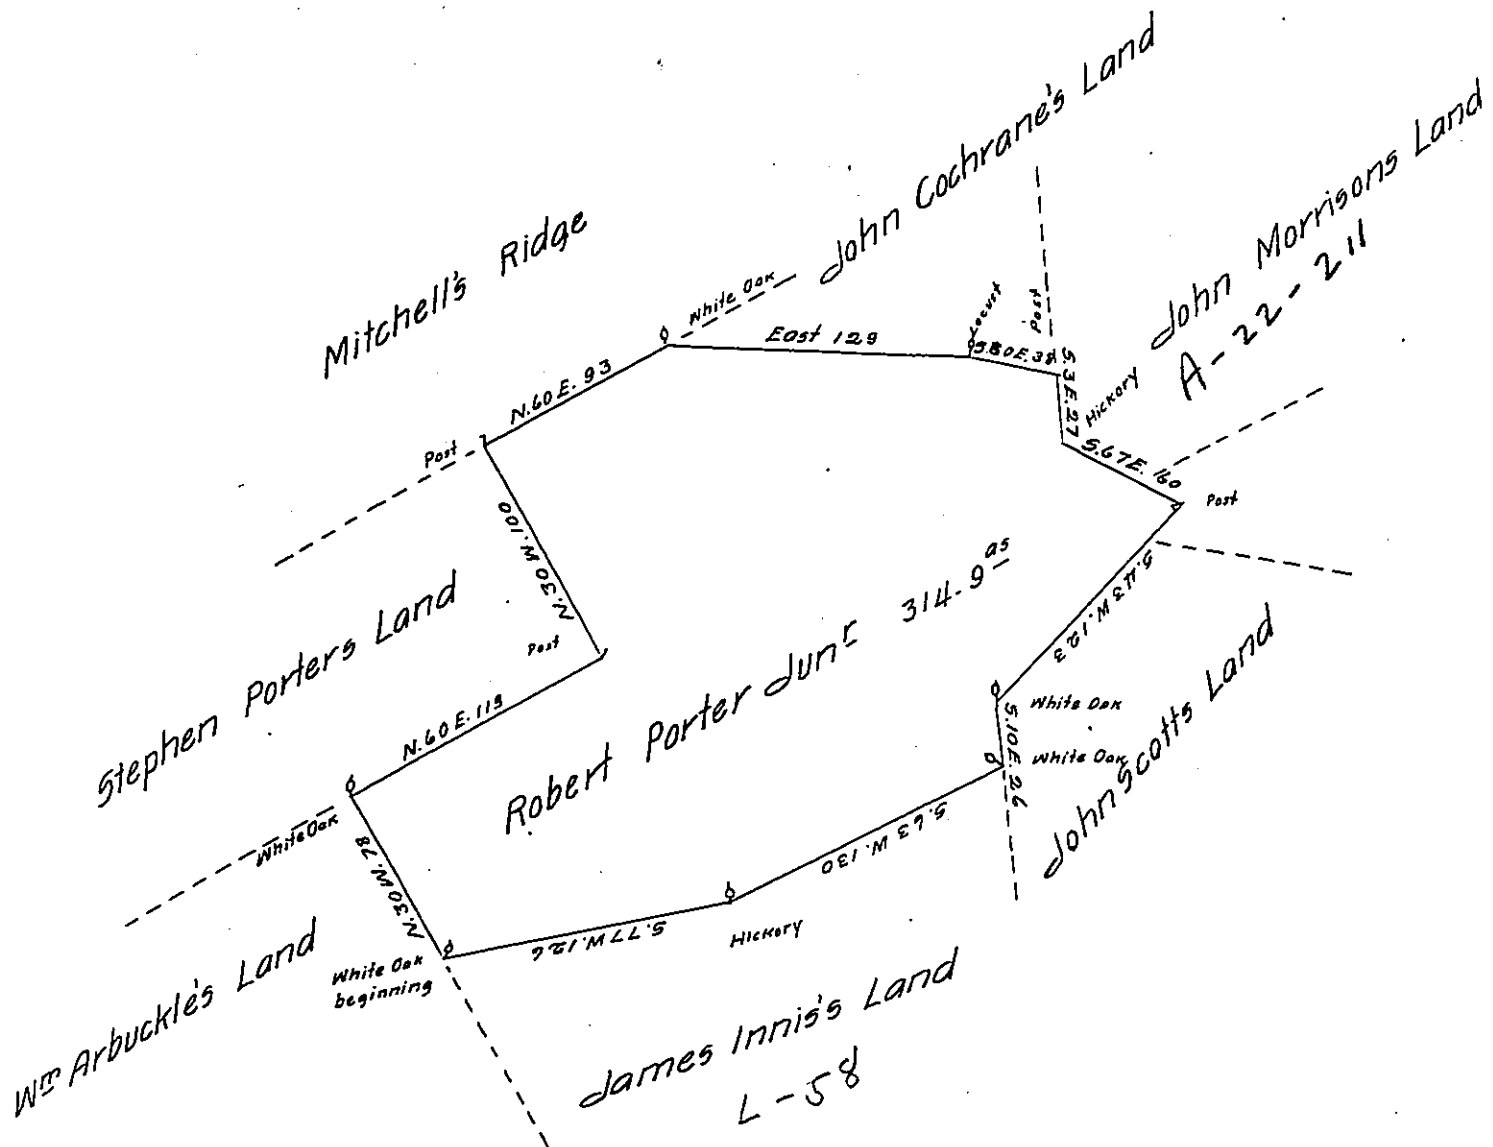 John Cochrane's Land
John Morrisons Land
A-22-211
Mitchell's Ridge
White Oak
East 129
Locust
Post
S.80E.38
S.3E.27
Hickory
S.67E.160
Post
N.60E.93
Post
N.30W.100
Post
Stephen Porters Land
N.60E.113
Robert Porter Junr 314.9as
S.43W.123
White Oak
S.10E.26
White Oak
John Scotts Land
S.63W.130
White Oak
N.30W.78
Wm Arbuckle's Land
White Oak
beginning
S.77W.126
Hickory
James Innis's Land
L-58